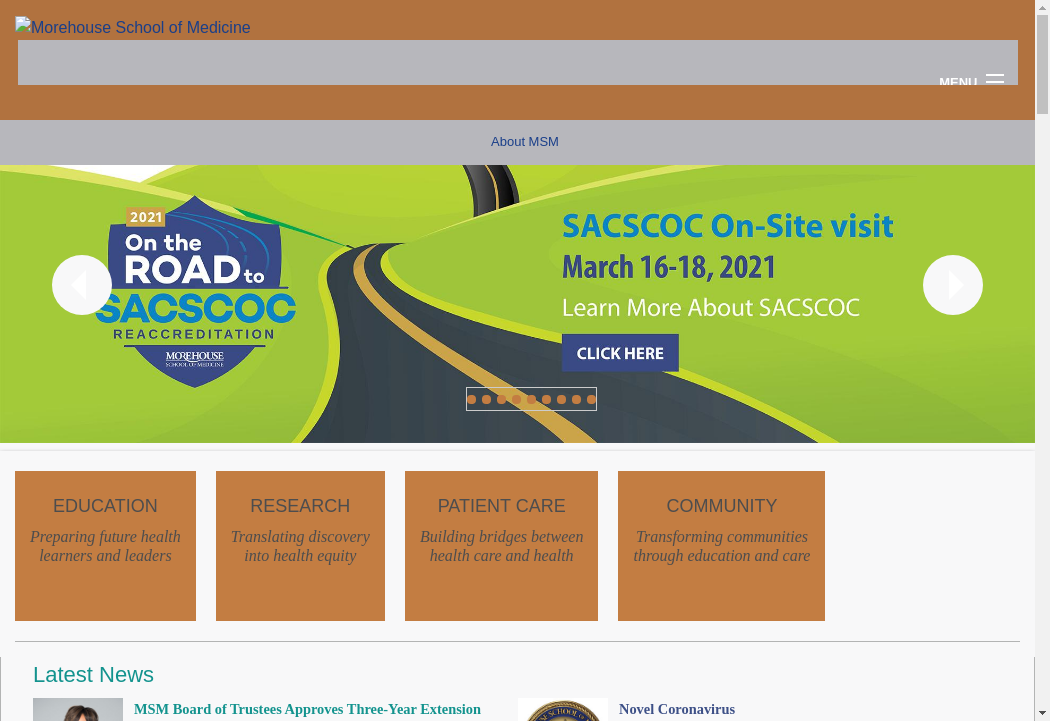 Morehouse School of Medicine
MENU
About MSM
2021
On the
ROAD to
SACSCOC
REACCREDITATION
MOREHOUSE
SCHOOL OF MEDICINE
SACSCOC On-Site visit
March 16-18, 2021
Learn More About SACSCOC
CLICK HERE
EDUCATION
Preparing future health
learners and leaders
RESEARCH
Translating discovery
into health equity
PATIENT CARE
Building bridges between
health care and health
COMMUNITY
Transforming communities
through education and care
Latest News
MSM Board of Trustees Approves Three-Year Extension
Novel Coronavirus